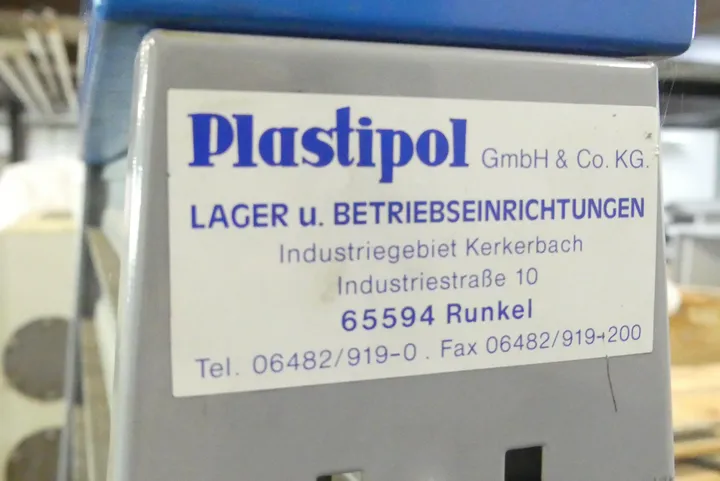 Plastipol GmbH & Co. KG.
LAGER u. BETRIEBSEINRICHTUNGEN
Industriegebiet Kerkerbach
Industriestraße 10
65594 Runkel
Tel. 06482/919-0 . Fax 06482/919-200